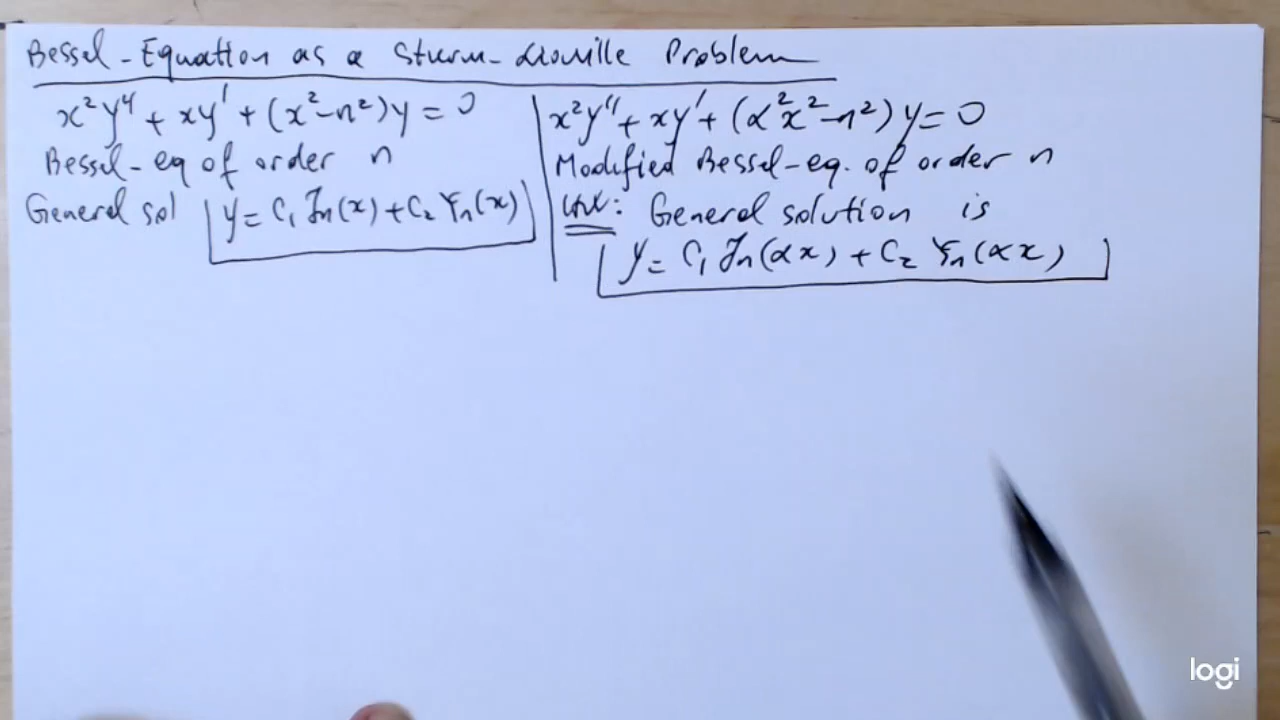 Bessel-Equation as a Sturm-Liouville Problem
x²y'' + xy' + (x²-n²)y = 0
Bessel-eq of order n
General sol y = C₁ Jn(x) + C₂ Yn(x)
x²y'' + xy' + (α²x²-n²)y = 0
Modified Bessel-eq. of order n
General solution is
y = C₁ Jn(αx) + C₂ Yn(αx)
logi